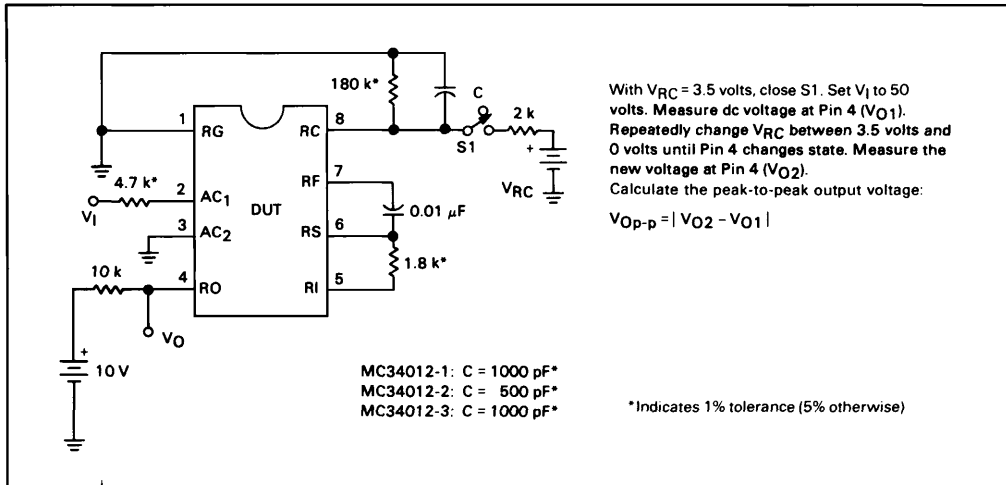 180 k*
C
2 k
1
RG
RC
8
S1
+
VRC
4.7 k*
2
AC1
VI
RF
7
DUT
0.01 μF
3
AC2
RS
6
1.8 k*
10 k
4
RO
RI
5
VO
+
10 V
MC34012-1: C = 1000 pF*
MC34012-2: C = 500 pF*
MC34012-3: C = 1000 pF*
With VRC = 3.5 volts, close S1. Set VI to 50
volts. Measure dc voltage at Pin 4 (VO1).
Repeatedly change VRC between 3.5 volts and
0 volts until Pin 4 changes state. Measure the
new voltage at Pin 4 (VO2).
Calculate the peak-to-peak output voltage:
VOp-p = | VO2 − VO1 |
*Indicates 1% tolerance (5% otherwise)